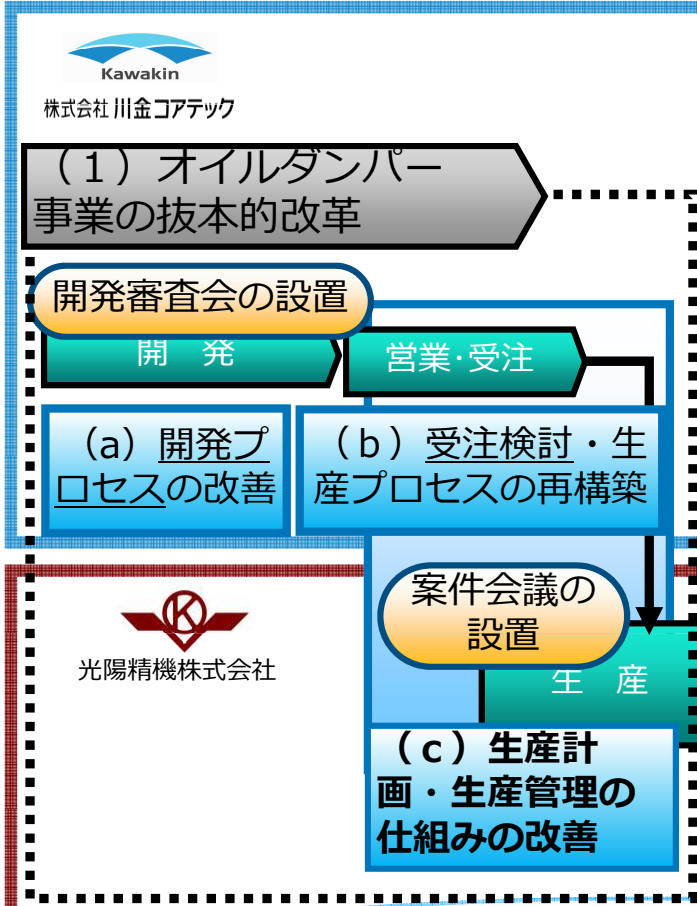 Kawakin
株式会社川金コアテック
（1）オイルダンパー
事業の抜本的改革
開発審査会の設置
開　発
営業・受注
（a）開発プ
ロセスの改善
（b）受注検討・生
産プロセスの再構築
K
光陽精機株式会社
案件会議の
設置
生　産
（c）生産計
画・生産管理の
仕組みの改善